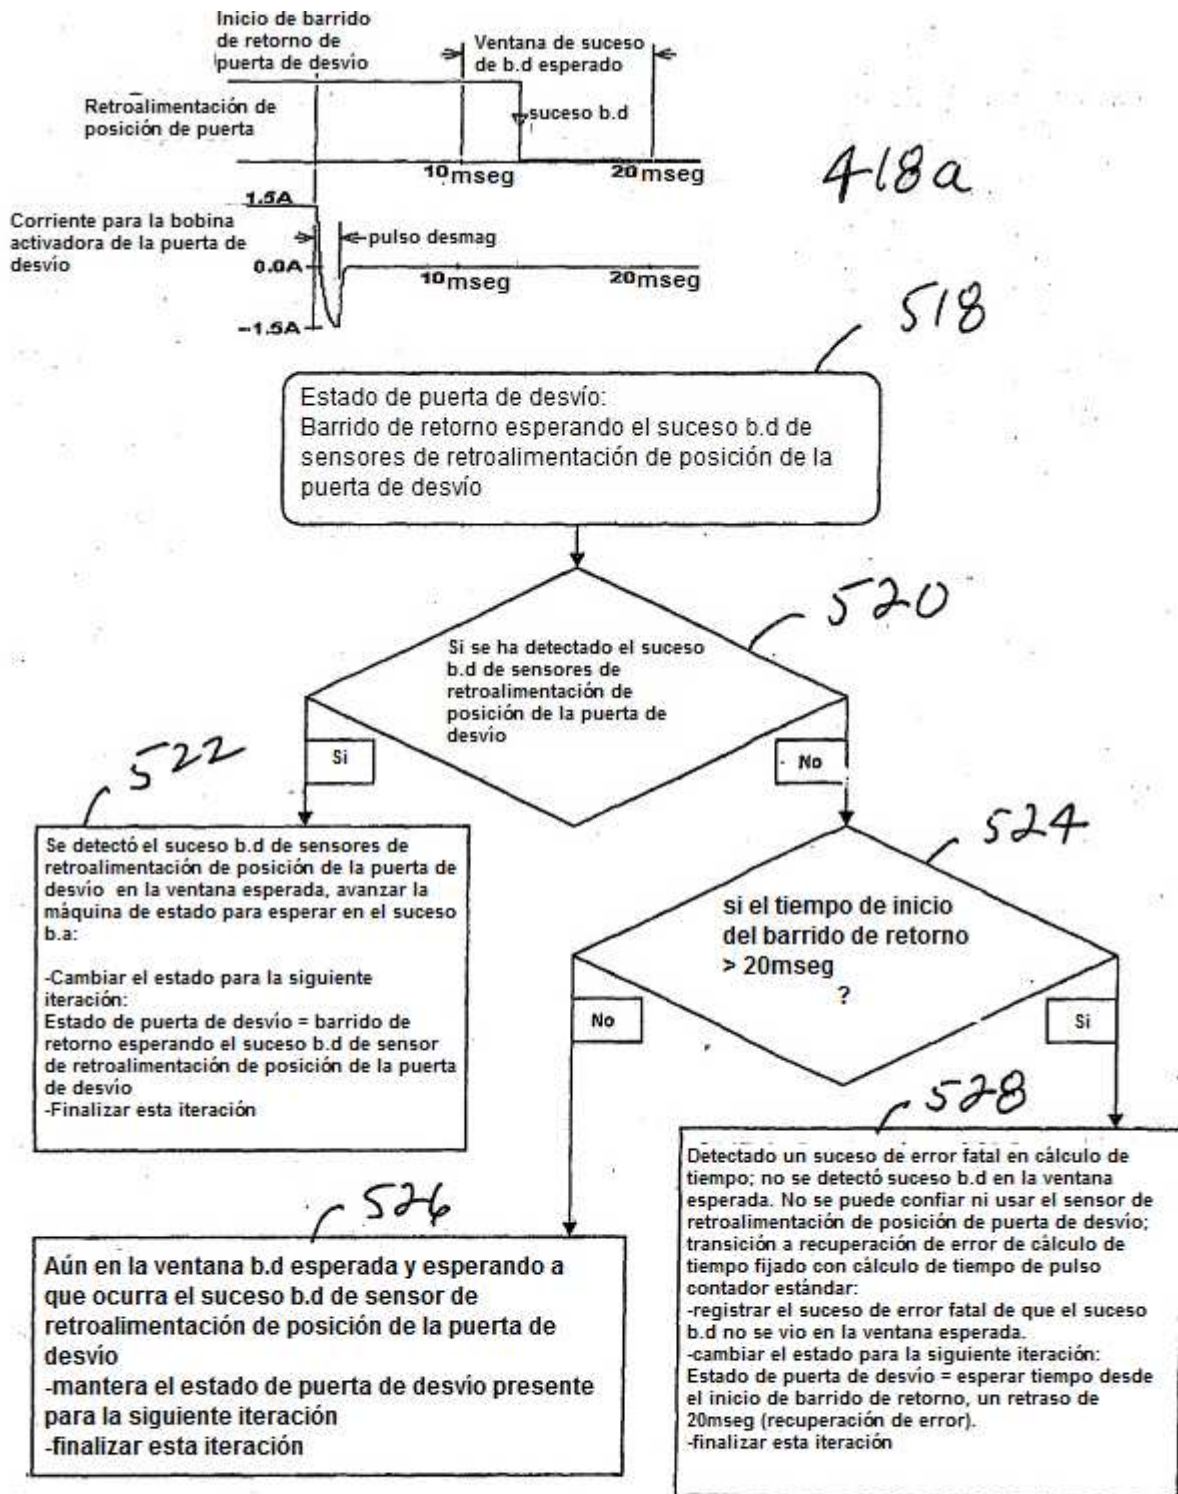 Inicio de barrido
de retorno de
puerta de desvío
Ventana de suceso
de b.d esperado
Retroalimentación de
posición de puerta
suceso b.d
10mseg
20mseg
418a
1.5A
Corriente para la bobina
activadora de la puerta de
desvío
pulso desmag
0.0A
10mseg
20mseg
-1.5A
518
Estado de puerta de desvío:
Barrido de retorno esperando el suceso b.d de
sensores de retroalimentación de posición de la
puerta de desvío
520
Si se ha detectado el suceso
b.d de sensores de
retroalimentación de
posición de la puerta de
desvío
Si
No
522
Se detectó el suceso b.d de sensores de
retroalimentación de posición de la puerta de
desvío en la ventana esperada, avanzar la
máquina de estado para esperar en el suceso
b.a:
-Cambiar el estado para la siguiente
iteración:
Estado de puerta de desvío = barrido de
retorno esperando el suceso b.d de sensor
de retroalimentación de posición de la puerta
de desvío
-Finalizar esta iteración
524
si el tiempo de inicio
del barrido de retorno
> 20mseg
?
No
Si
526
Aún en la ventana b.d esperada y esperando a
que ocurra el suceso b.d de sensor de
retroalimentación de posición de la puerta de
desvío
-mantera el estado de puerta de desvio presente
para la siguiente iteración
-finalizar esta iteración
528
Detectado un suceso de error fatal en cálculo de
tiempo; no se detectó suceso b.d en la ventana
esperada. No se puede confiar ni usar el sensor de
retroalimentación de posición de puerta de desvío;
transición a recuperación de error de cálculo de
tiempo fijado con cálculo de tiempo de pulso
contador estándar:
-registrar el suceso de error fatal de que el suceso
b.d no se vio en la ventana esperada.
-cambiar el estado para la siguiente iteración:
Estado de puerta de desvio = esperar tiempo desde
el inicio de barrido de retorno, un retraso de
20mseg (recuperación de error).
-finalizar esta iteración